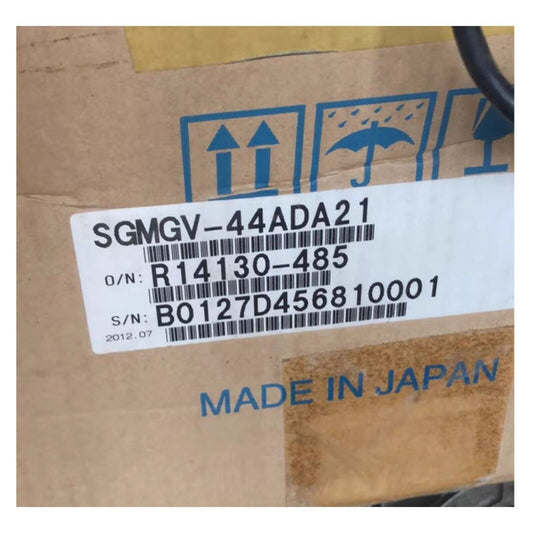 SGMGV-44ADA21
O/N: R14130-485
S/N: B0127D456810001
2012.07
MADE IN JAPAN